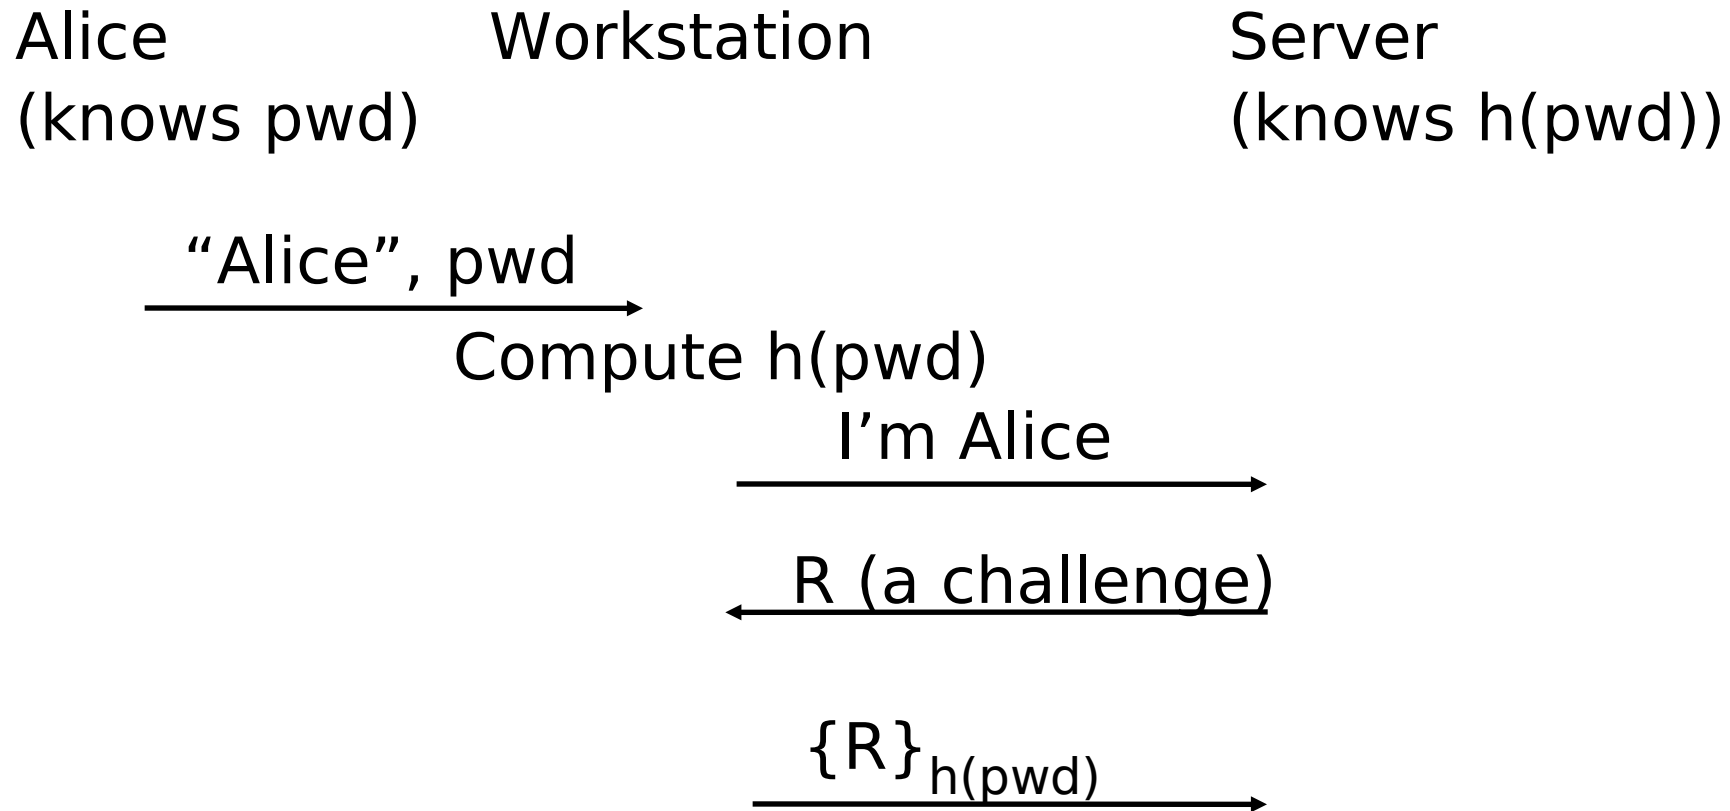 Alice Workstation Server
(knows pwd) (knows h(pwd))
“Alice”, pwd
Compute h(pwd)
I’m Alice
R (a challenge)
{R}h(pwd)